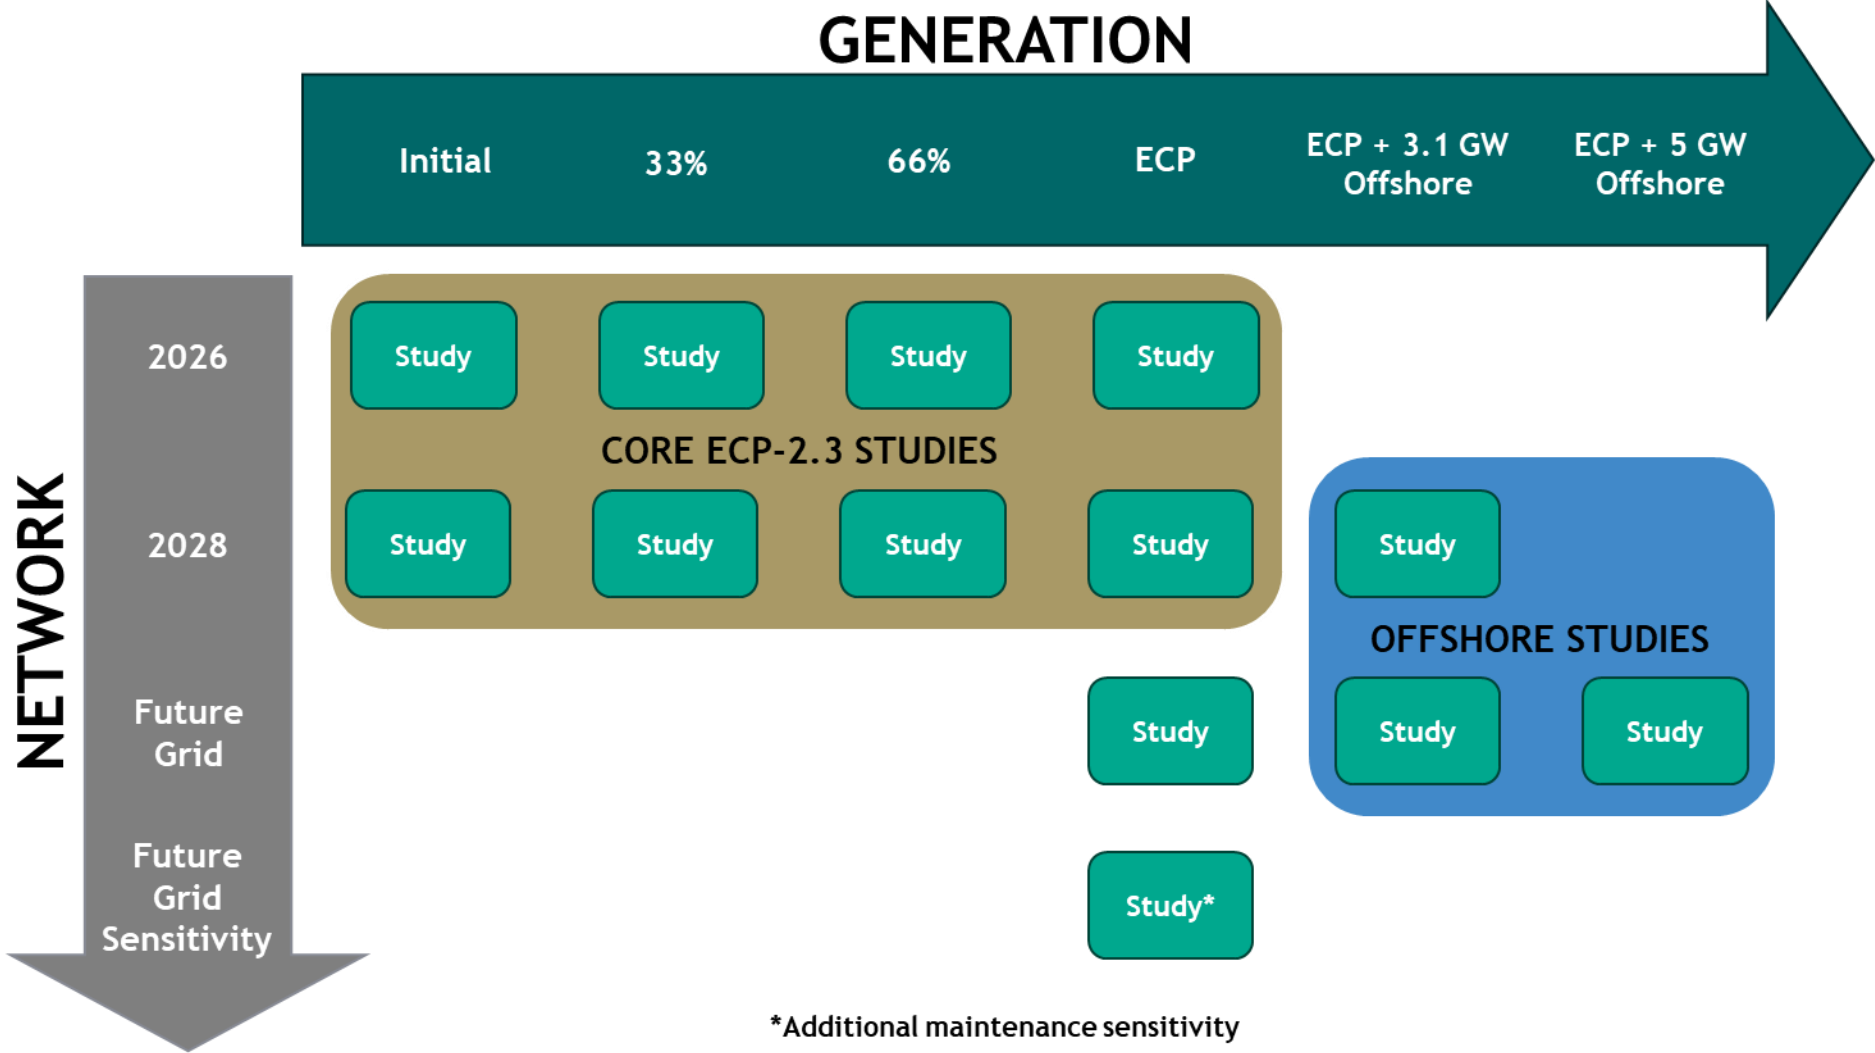 GENERATION
Initial
33%
66%
ECP
ECP + 3.1 GW
Offshore
ECP + 5 GW
Offshore
NETWORK
2026
Study
Study
Study
Study
CORE ECP-2.3 STUDIES
2028
Study
Study
Study
Study
Study
OFFSHORE STUDIES
Future
Grid
Study
Study
Study
Future
Grid
Sensitivity
Study*
*Additional maintenance sensitivity